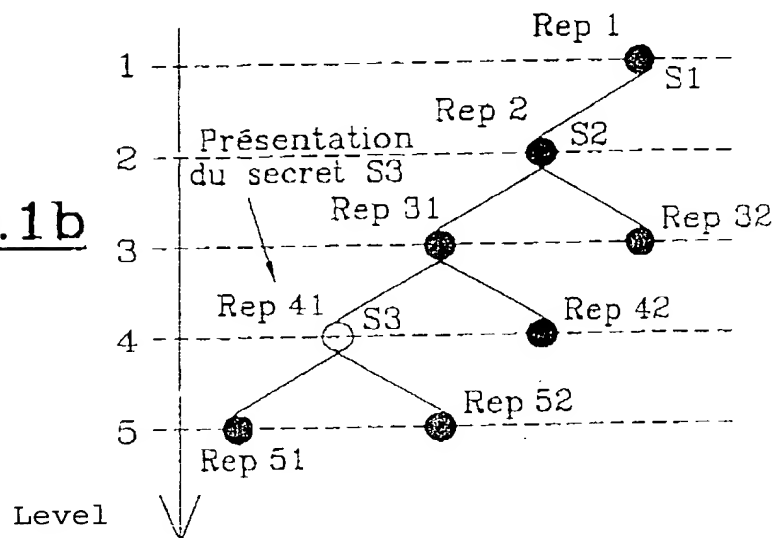 Rep 1
1
S1
Rep 2
S2
2
Présentation
du secret S3
.1b
Rep 31
Rep 32
3
Rep 41
S3
Rep 42
4
Rep 52
5
Rep 51
Level